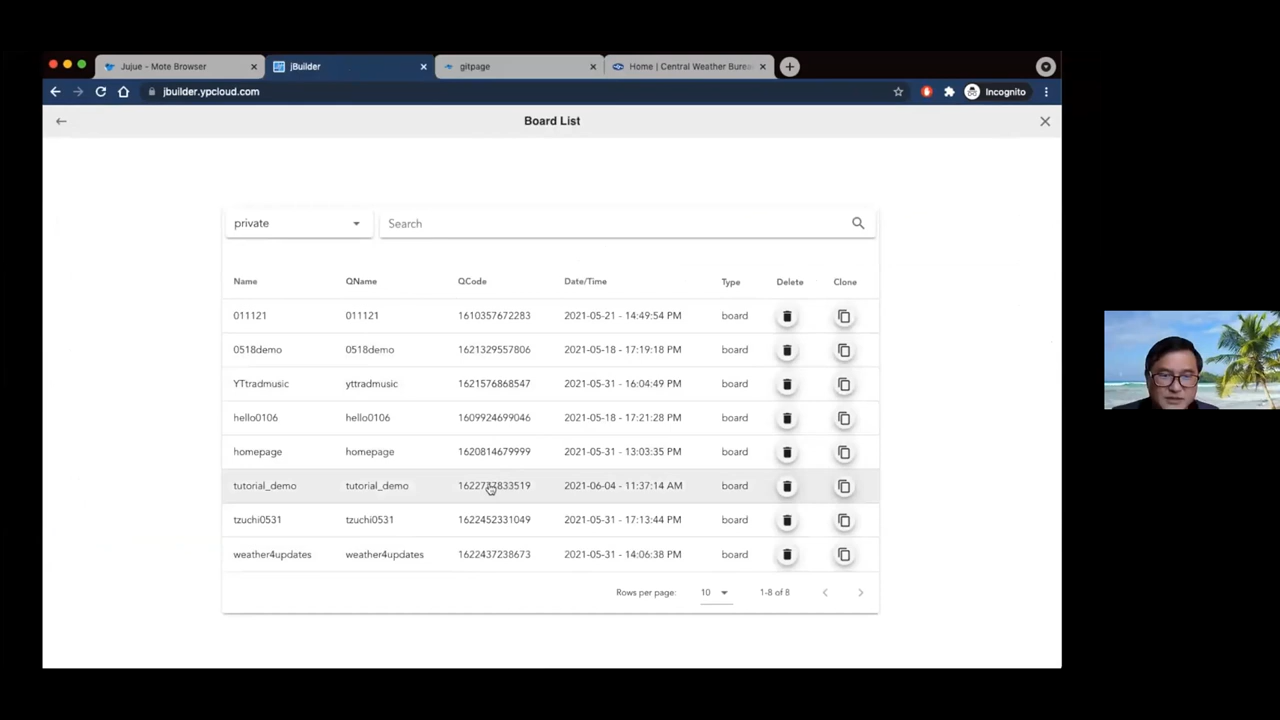 Jujue - Mote Browser
jBuilder
gitpage
Home | Central Weather Burea
jbuilder.ypcloud.com
Incognito
Board List
private
Search
Name QName QCode Date/Time Type Delete Clone
011121 011121 1610357672283 2021-05-21 - 14:49:54 PM board
0518demo 0518demo 1621329557806 2021-05-18 - 17:19:18 PM board
YTtradmusic yttradmusic 1621576868547 2021-05-31 - 16:04:49 PM board
hello0106 hello0106 1609924699046 2021-05-18 - 17:21:28 PM board
homepage homepage 1620814679999 2021-05-31 - 13:03:35 PM board
tutorial_demo tutorial_demo 2021-06-04 - 11:37:14 AM board
tzuchi0531 tzuchi0531 1622452331049 2021-05-31 - 17:13:44 PM board
weather4updates weather4updates 1622437238673 2021-05-31 - 14:06:38 PM board
Rows per page: 10 1-8 of 8